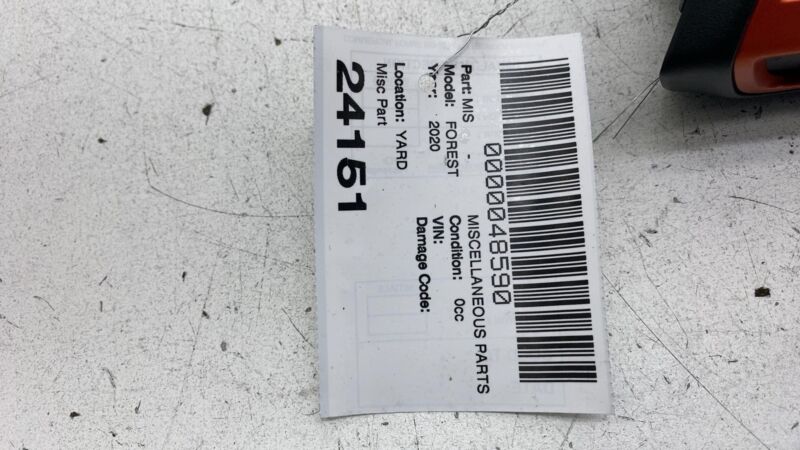 0000048590
Part: MIS - MISCELLANEOUS PARTS
Model: FOREST Condition: 0cc
Year: 2020 VIN:
Damage Code:
Location: YARD
Misc Part
24151